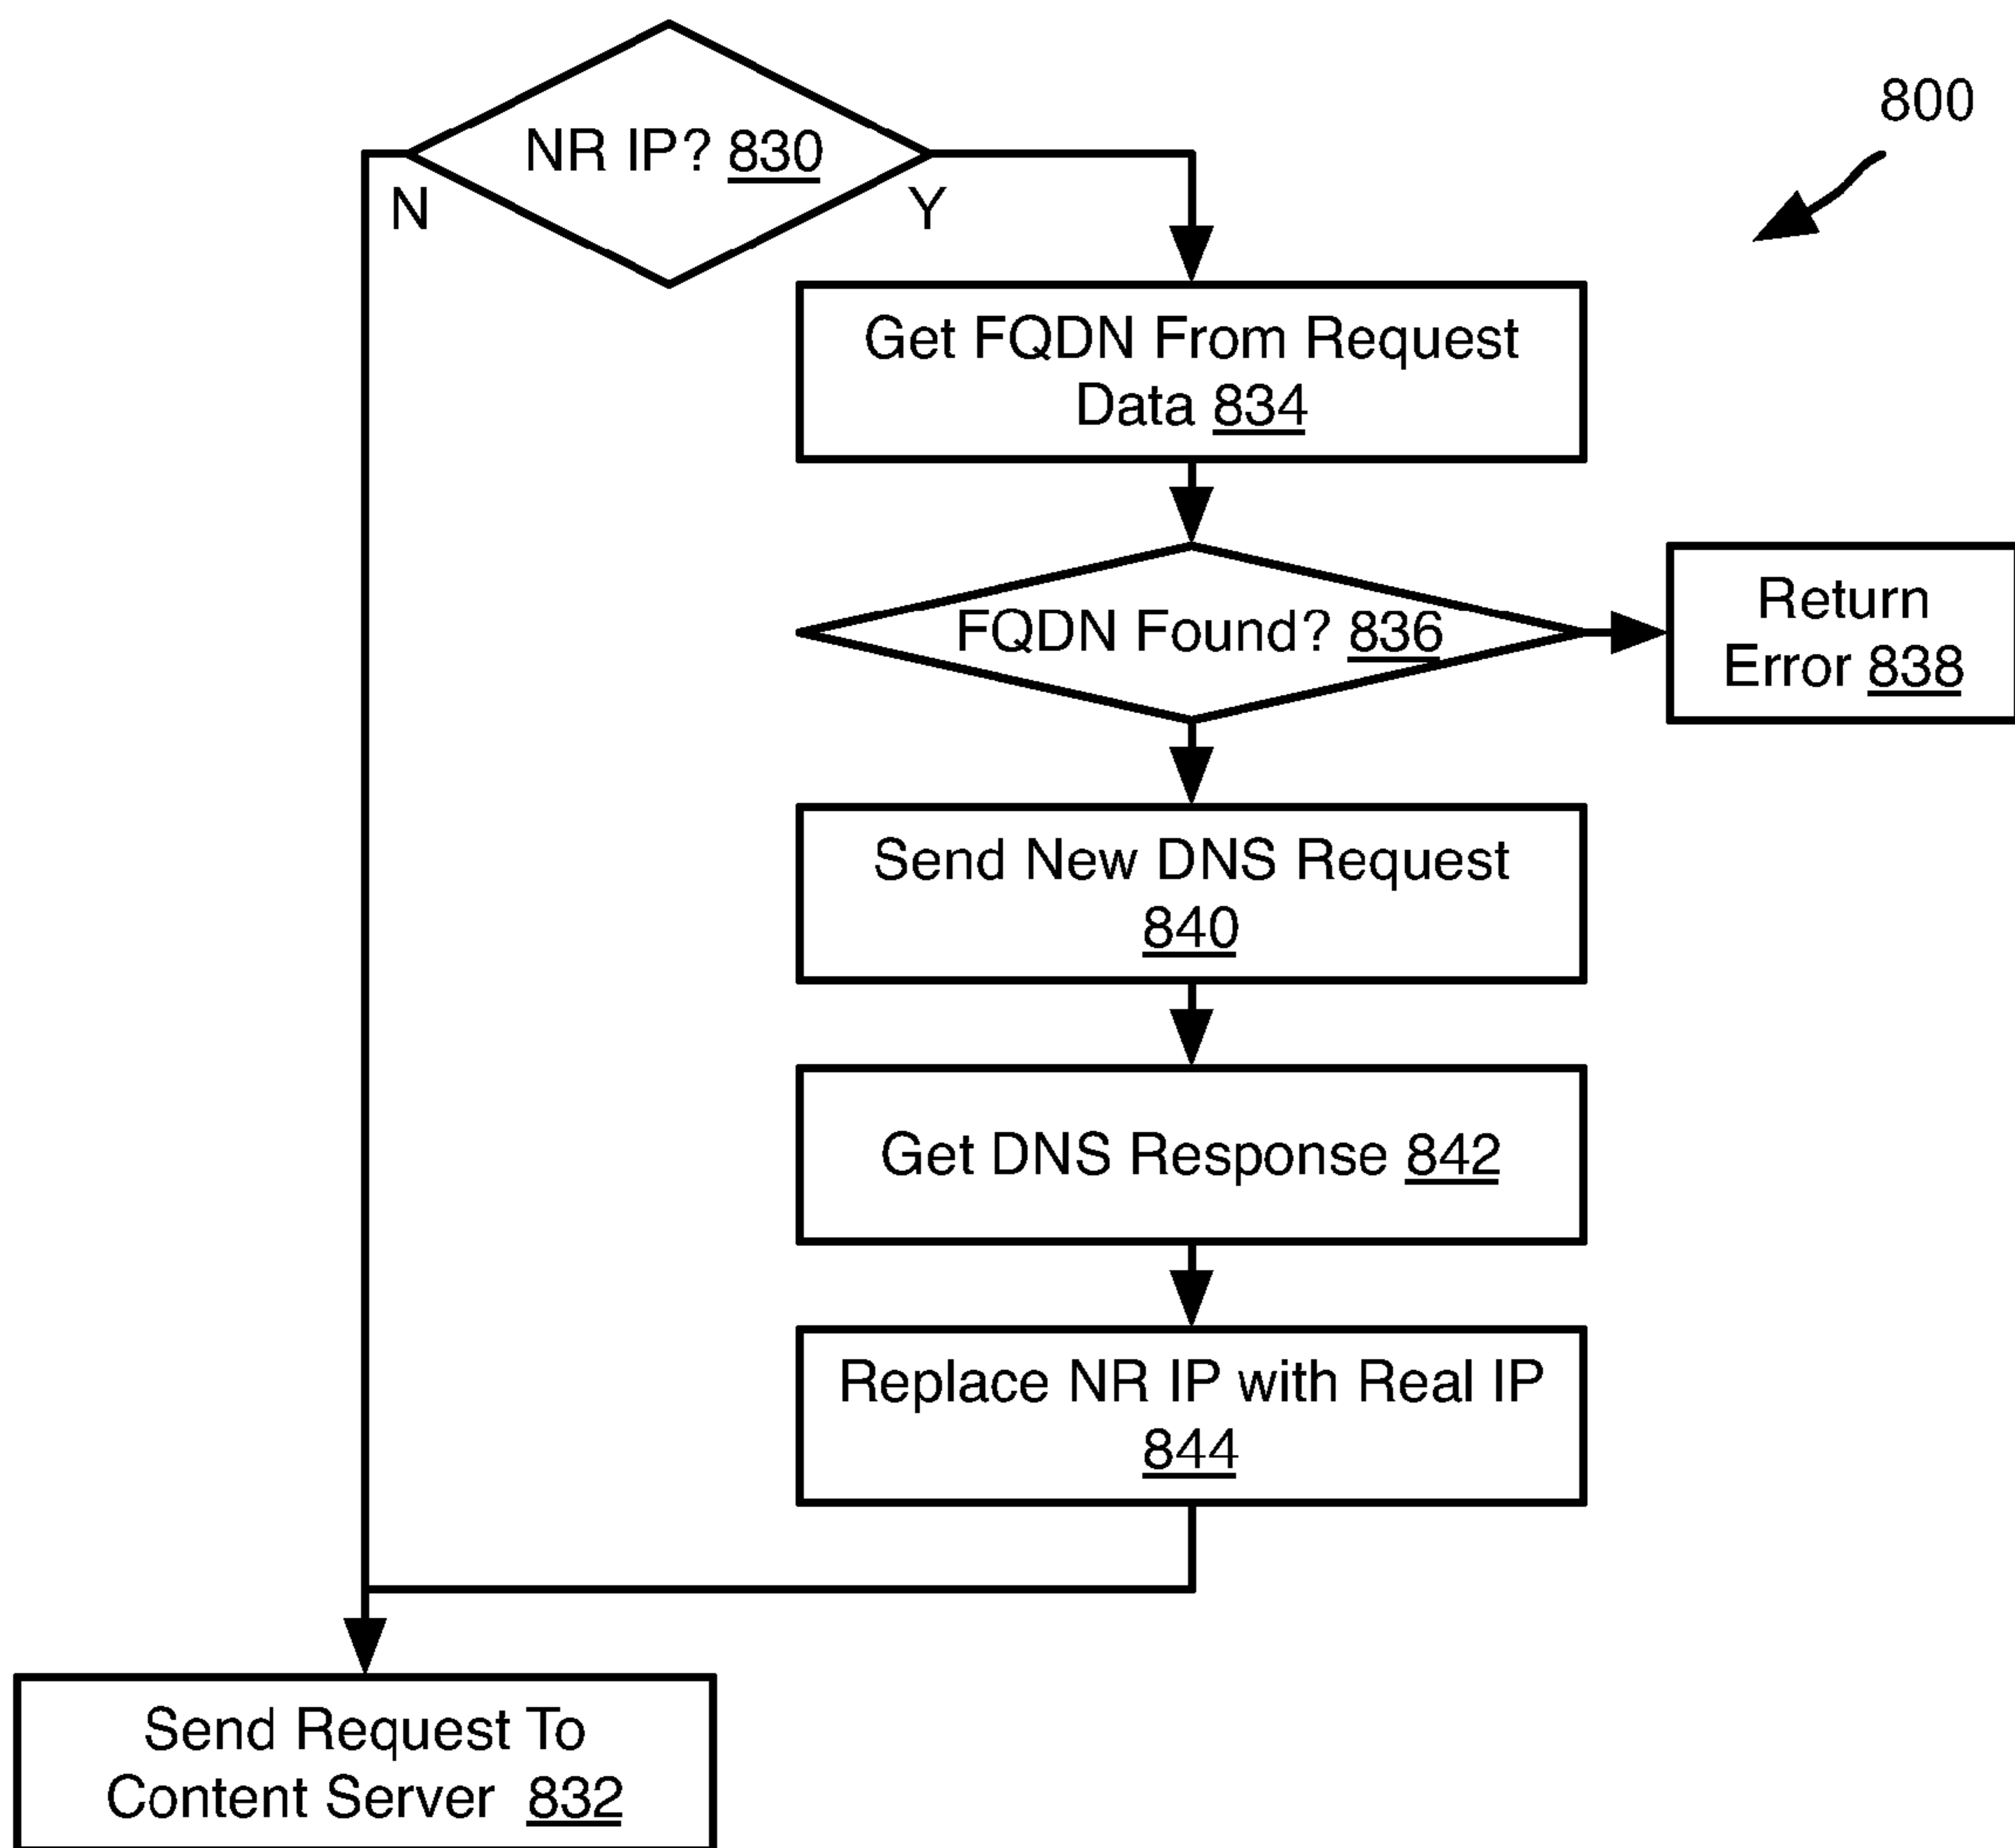 800
NR IP? 830
N
Y
Get FQDN From Request
Data 834
FQDN Found? 836
Return
Error 838
Send New DNS Request
840
Get DNS Response 842
Replace NR IP with Real IP
844
Send Request To
Content Server 832